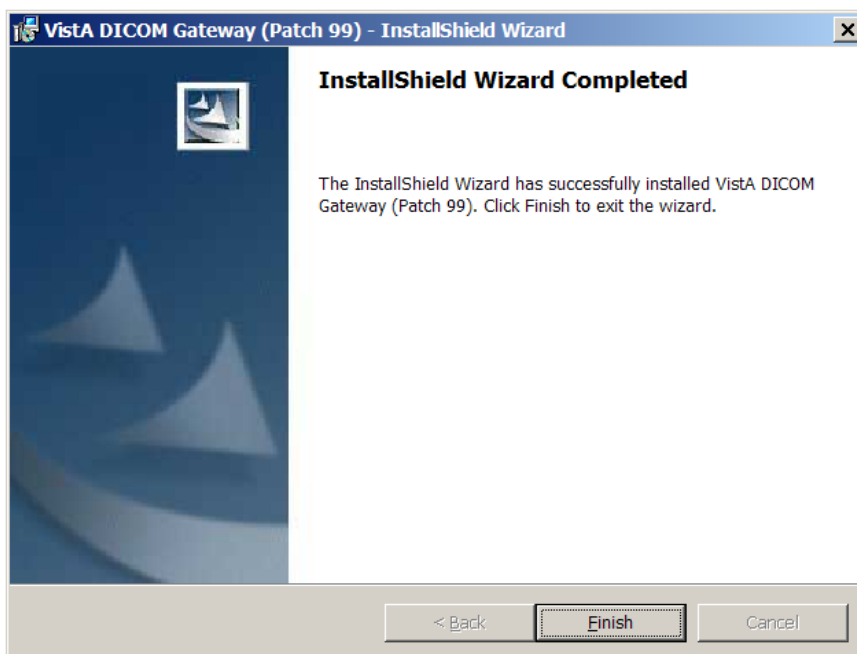 VistA DICOM Gateway (Patch 99) - InstallShield Wizard
InstallShield Wizard Completed
The InstallShield Wizard has successfully installed VistA DICOM
Gateway (Patch 99). Click Finish to exit the wizard.
< Back Finish Cancel